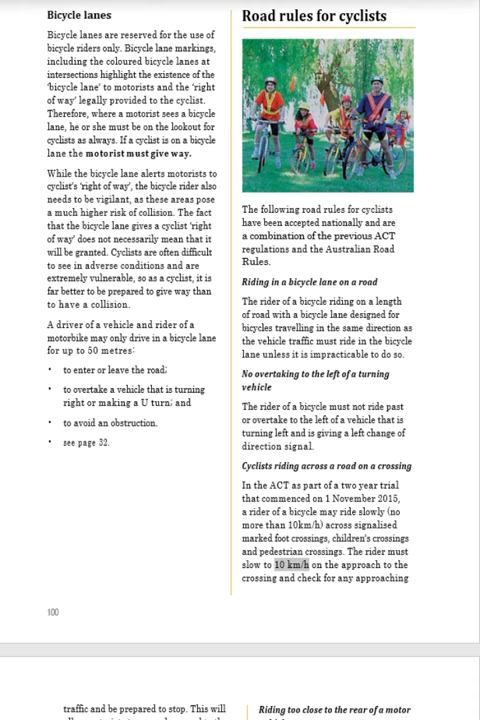 Bicycle lanes
Bicycle lanes are reserved for the use of
bicycle riders only. Bicycle lane markings,
including the coloured bicycle lanes at
intersections highlight the existence of the
'bicycle lane' to motorists and the 'right
of way' legally provided to the cyclist.
Therefore, where a motorist sees a bicycle
lane, he or she must be on the lookout for
cyclists as always. If a cyclist is on a bicycle
lane the motorist must give way.
While the bicycle lane alerts motorists to
cyclist's 'right of way', the bicycle rider also
needs to be vigilant, as these areas pose
a much higher risk of collision. The fact
that the bicycle lane gives a cyclist 'right
of way' does not necessarily mean that it
will be granted. Cyclists are often difficult
to see in adverse conditions and are
extremely vulnerable, so as a cyclist, it is
far better to be prepared to give way than
to have a collision.
A driver of a vehicle and rider of a
motorbike may only drive in a bicycle lane
for up to 50 metres:
• to enter or leave the road;
• to overtake a vehicle that is turning
right or making a U turn; and
• to avoid an obstruction.
• see page 32.
100
Road rules for cyclists
The following road rules for cyclists
have been accepted nationally and are
a combination of the previous ACT
regulations and the Australian Road
Rules.
Riding in a bicycle lane on a road
The rider of a bicycle riding on a length
of road with a bicycle lane designed for
bicycles travelling in the same direction as
the vehicle traffic must ride in the bicycle
lane unless it is impracticable to do so.
No overtaking to the left of a turning
vehicle
The rider of a bicycle must not ride past
or overtake to the left of a vehicle that is
turning left and is giving a left change of
direction signal.
Cyclists riding across a road on a crossing
In the ACT as part of a two year trial
that commenced on 1 November 2015,
a rider of a bicycle may ride slowly (no
more than 10km/h) across signalised
marked foot crossings, children's crossings
and pedestrian crossings. The rider must
slow to 10 km/h on the approach to the
crossing and check for any approaching
traffic and be prepared to stop. This will
Riding too close to the rear of a motor